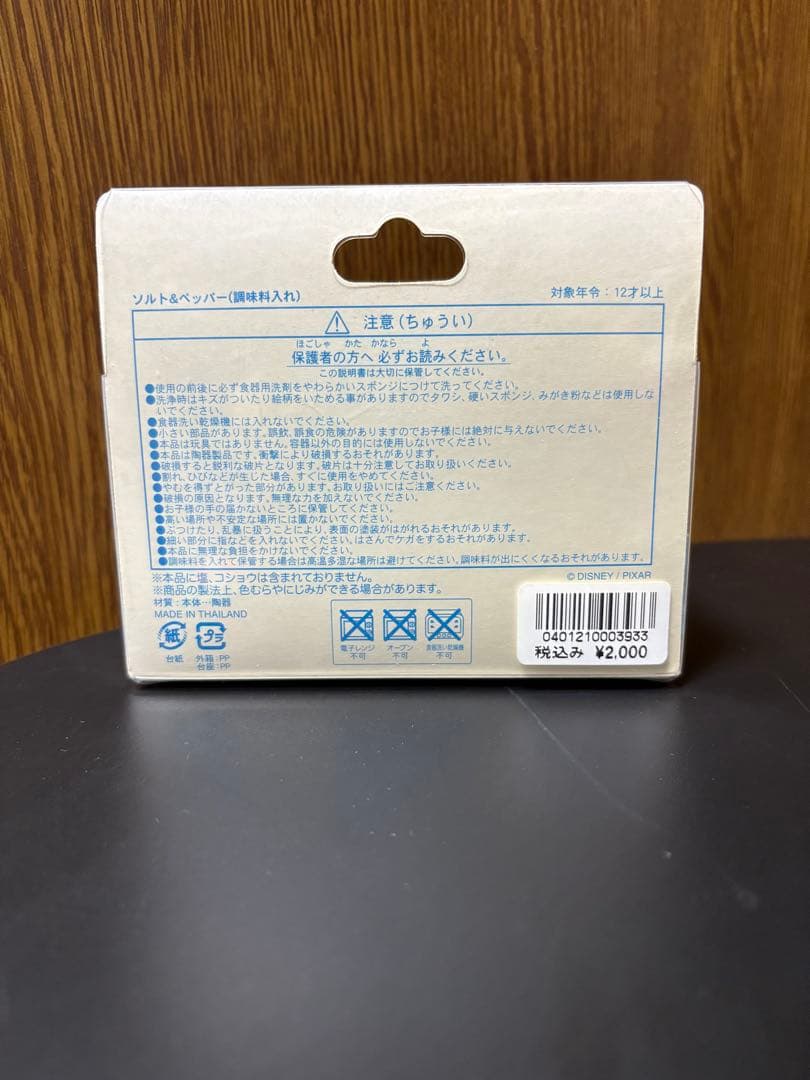 ソルト&ペッパー(調味料入れ)
対象年令:12才以上
注意(ちゅうい)
ほごしゃ かた かなら よ
保護者の方へ 必ずお読みください。
この説明書は大切に保管してください。
●使用の前後に必ず食器用洗剤をやわらかいスポンジにつけて洗ってください。
●洗浄時はキズがついたり絵柄をいためる事がありますのでタワシ、硬いスポンジ、みがき粉などは使用しな
いでください。
●食器洗い乾燥機には入れないでください。
●小さい部品があります。誤飲、誤食の危険がありますのでお子様には絶対に与えないでください。
●本品は玩具ではありません。容器以外の目的には使用しないでください。
●本品は陶器製品です。衝撃により破損するおそれがあります。
●破損すると鋭利な破片となります。破片は十分注意してお取り扱いください。
●割れ、ひびなどが生じた場合、すぐに使用をやめてください。
●やむを得ずとがった部分があります。お取り扱いにはご注意ください。
●破損の原因となります。無理な力を加えないでください。
●お子様の手の届かないところに保管してください。
●高い場所や不安定な場所には置かないでください。
●ぶつけたり、乱暴に扱うことにより、表面の塗装がはがれるおそれがあります。
●細い部分に指などを入れないでください。はさんでケガをするおそれがあります。
●本品に無理な負担をかけないでください。
●調味料を入れて保管する場合は高温多湿な場所は避けてください。調味料が出にくくなるおそれがあります。
※本品に塩、コショウは含まれておりません。
※商品の製法上、色むらやにじみができる場合があります。
© DISNEY / PIXAR
材質:本体…陶器
MADE IN THAILAND
紙
プラ
台紙 外箱:PP
台座:PP
電子レンジ
不可
オーブン
不可
食器洗い乾燥機
不可
0401210003933
税込み ¥2,000